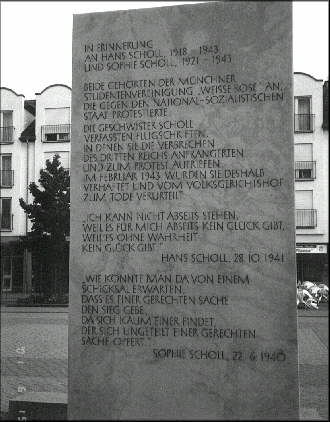 IN ERINNERUNG
AN HANS SCHOLL, 1918 - 1943
UND SOPHIE SCHOLL, 1921 - 1943
BEIDE GEHÖRTEN DER MÜNCHNER
STUDENTENVEREINIGUNG „WEISSE ROSE" AN,
DIE GEGEN DEN NATIONAL-SOZIALISTISCHEN
STAAT PROTESTIERTE.
DIE GESCHWISTER SCHOLL
VERFASSTEN FLUGSCHRIFTEN,
IN DENEN SIE DIE VERBRECHEN
DES DRITTEN REICHS ANPRANGERTEN
UND ZUM PROTEST AUFRIEFEN.
IM FEBRUAR 1943 WURDEN SIE DESHALB
VERHAFTET UND VOM VOLKSGERICHTSHOF
ZUM TODE VERURTEILT.
„ICH KANN NICHT ABSEITS STEHEN,
WEIL ES FÜR MICH ABSEITS KEIN GLÜCK GIBT,
WEIL ES OHNE WAHRHEIT
KEIN GLÜCK GIBT."
HANS SCHOLL, 28. 10. 1941
„WIE KÖNNTE MAN DA VON EINEM
SCHICKSAL ERWARTEN,
DASS ES EINER GERECHTEN SACHE
DEN SIEG GEBE,
DA SICH KAUM EINER FINDET,
DER SICH UNGETEILT EINER GERECHTEN
SACHE OPFERT."
SOPHIE SCHOLL, 22. 6. 1940